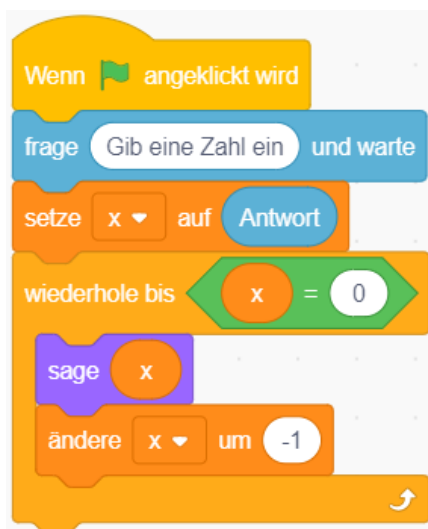 Wenn angeklickt wird
frage Gib eine Zahl ein und warte
setze x auf Antwort
wiederhole bis x = 0
sage x
ändere x um -1